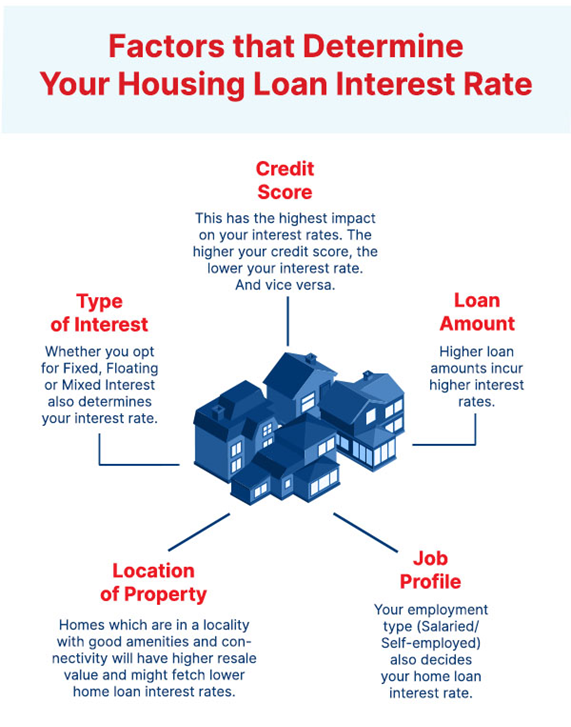 Factors that Determine
Your Housing Loan Interest Rate
Credit
Score
This has the highest impact
on your interest rates. The
higher your credit score, the
lower your interest rate.
And vice versa.
Type
of Interest
Whether you opt
for Fixed, Floating
or Mixed Interest
also determines
your interest rate.
Loan
Amount
Higher loan
amounts incur
higher interest
rates.
Location
of Property
Homes which are in a locality
with good amenities and con-
nectivity will have higher resale
value and might fetch lower
home loan interest rates.
Job
Profile
Your employment
type (Salaried/
Self-employed)
also decides
your home loan
interest rate.